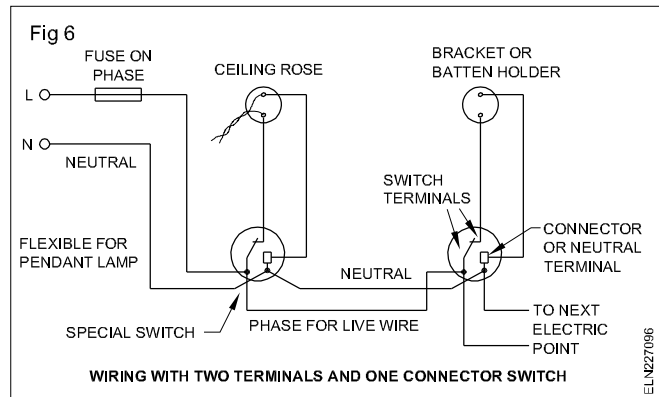 Fig 6
FUSE ON
PHASE
CEILING ROSE
BRACKET OR
BATTEN HOLDER
L
N
NEUTRAL
SWITCH
TERMINALS
CONNECTOR
OR NEUTRAL
TERMINAL
FLEXIBLE FOR
PENDANT LAMP
NEUTRAL
SPECIAL SWITCH
PHASE FOR LIVE WIRE
TO NEXT
ELECTRIC
POINT
WIRING WITH TWO TERMINALS AND ONE CONNECTOR SWITCH
ELN227096